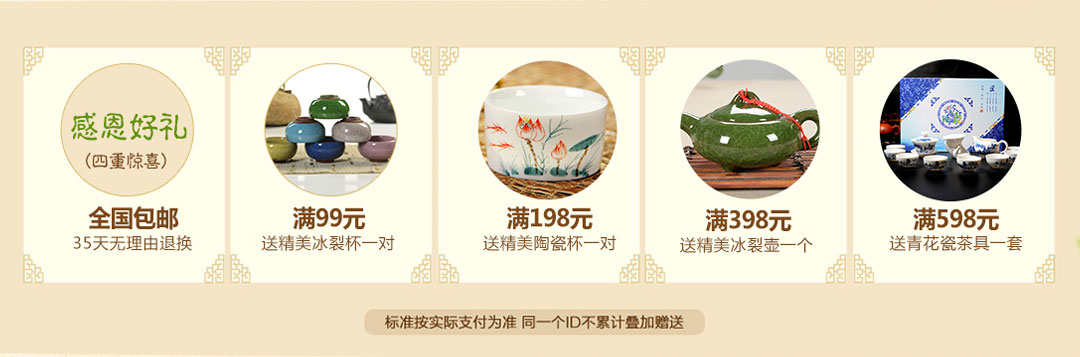 感恩好礼
(四重惊喜)
全国包邮
35天无理由退换
满99元
送精美冰裂杯一对
满198元
送精美陶瓷杯一对
满398元
送精美冰裂壶一个
满598元
送青花瓷茶具一套
标准按实际支付为准 同一个ID不累计叠加赠送